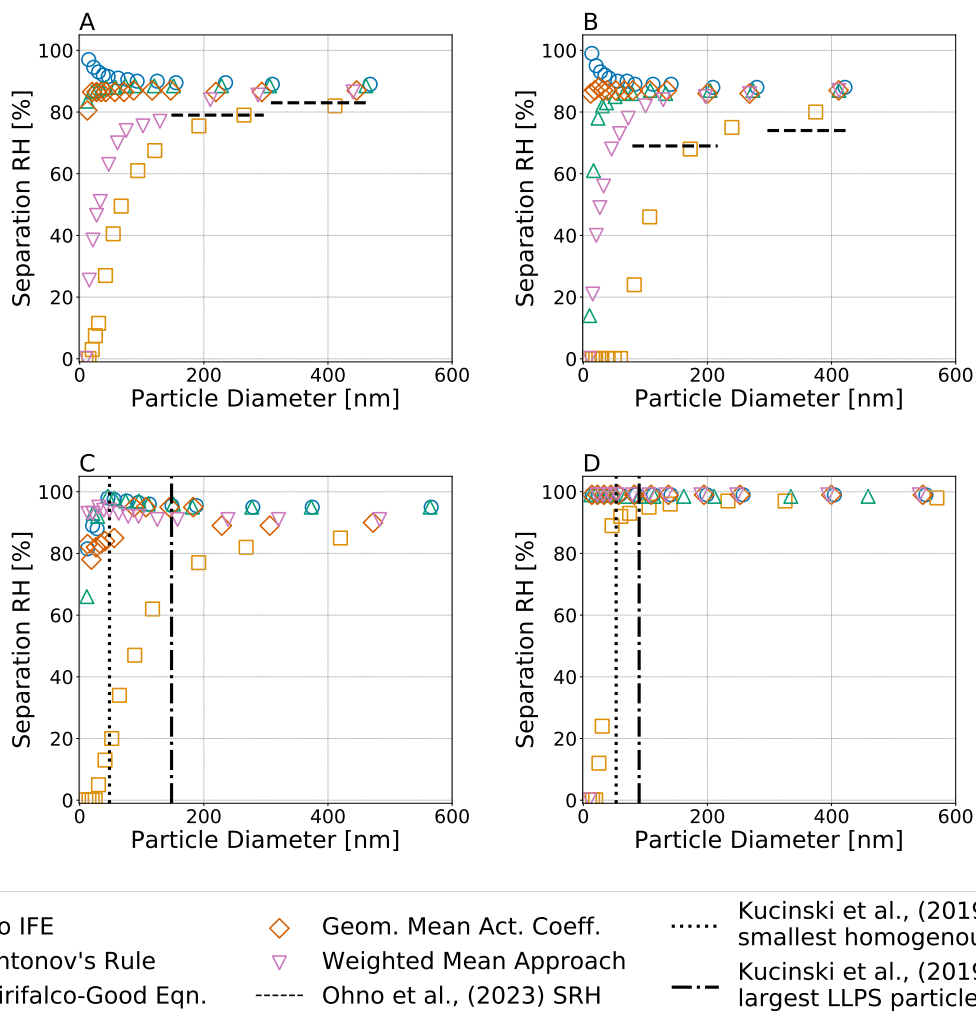 A
B
100
80
60
40
20
0
Separation RH [%]
0 200 400 600
Particle Diameter [nm]
100
80
60
40
20
0
Separation RH [%]
0 200 400 600
Particle Diameter [nm]
C
D
100
80
60
40
20
0
Separation RH [%]
0 200 400 600
Particle Diameter [nm]
100
80
60
40
20
0
Separation RH [%]
0 200 400 600
Particle Diameter [nm]
o IFE
ntonov's Rule
irifalco-Good Eqn.
Geom. Mean Act. Coeff.
Weighted Mean Approach
Ohno et al., (2023) SRH
Kucinski et al., (2019
smallest homogenou
Kucinski et al., (2019
largest LLPS particle